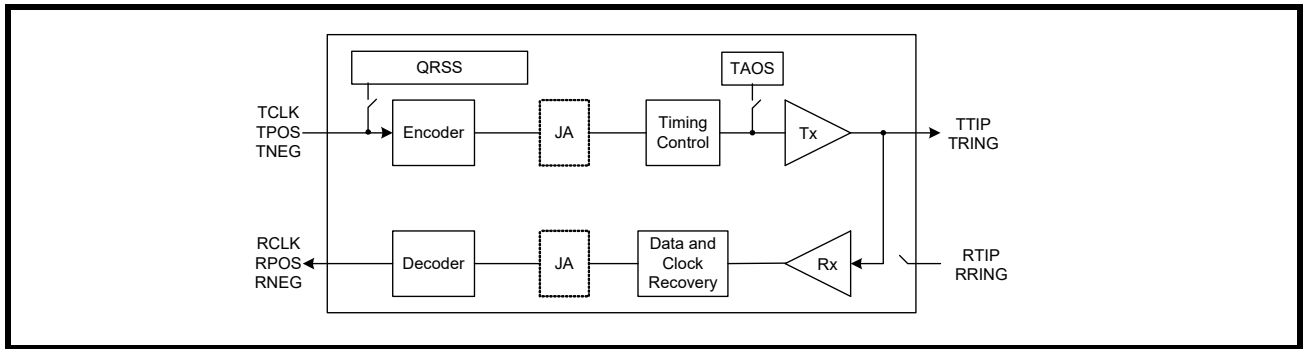 QRSS
TAOS
TCLK
TPOS
TNEG
Encoder
JA
Timing
Control
Tx
TTIP
TRING
RCLK
RPOS
RNEG
Decoder
JA
Data and
Clock
Recovery
Rx
RTIP
RRING